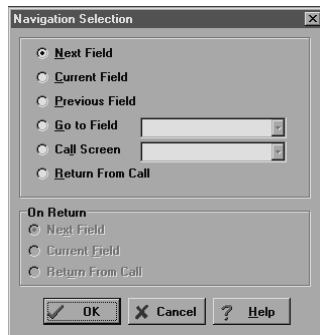 Navigation Selection
Next Field
Current Field
Previous Field
Go to Field
Call Screen
Return From Call
On Return
Next Field
Current Field
Return From Call
OK Cancel ? Help